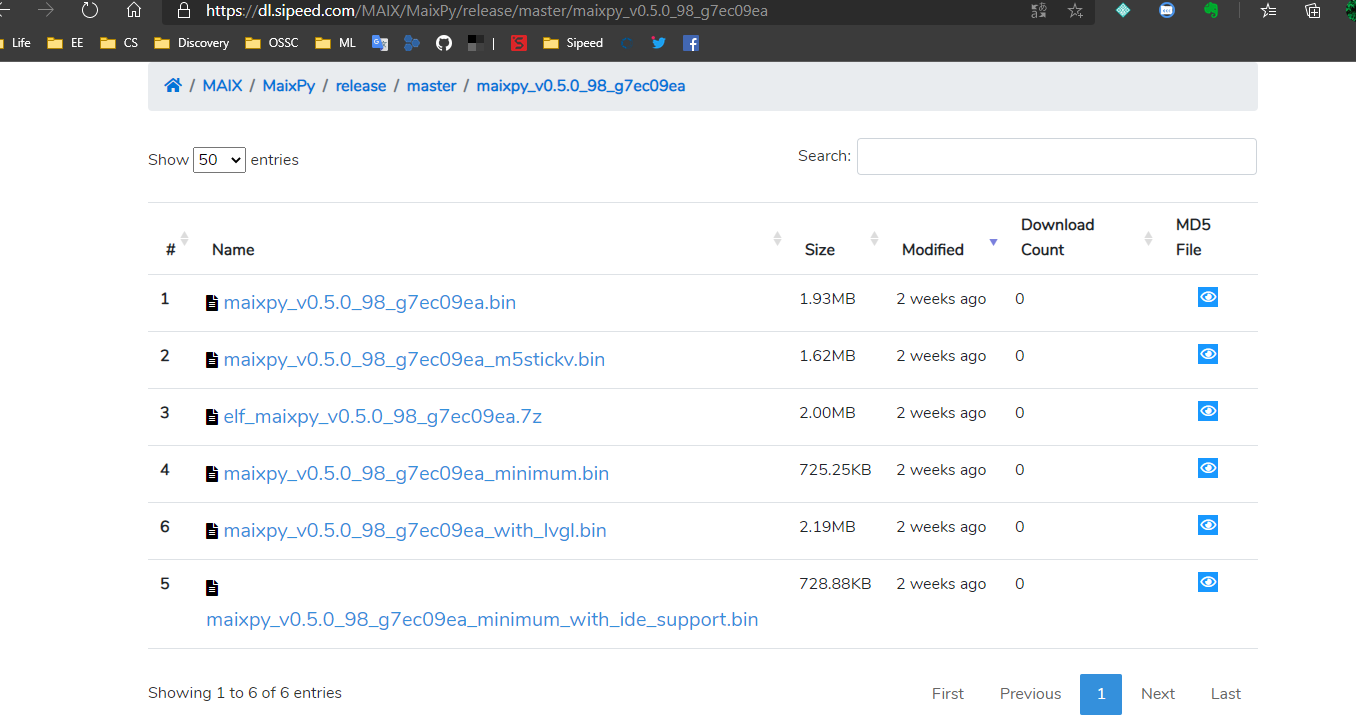 https://dl.sipeed.com/MAIX/MaixPy/release/master/maixpy_v0.5.0_98_g7ec09ea
Life EE CS Discovery OSSC ML | S Sipeed
/ MAIX / MaixPy / release / master / maixpy_v0.5.0_98_g7ec09ea
Show 50 entries Search:
# Name Size Modified Download Count MD5 File
1 maixpy_v0.5.0_98_g7ec09ea.bin 1.93MB 2 weeks ago 0
2 maixpy_v0.5.0_98_g7ec09ea_m5stickv.bin 1.62MB 2 weeks ago 0
3 elf_maixpy_v0.5.0_98_g7ec09ea.7z 2.00MB 2 weeks ago 0
4 maixpy_v0.5.0_98_g7ec09ea_minimum.bin 725.25KB 2 weeks ago 0
6 maixpy_v0.5.0_98_g7ec09ea_with_lvgl.bin 2.19MB 2 weeks ago 0
5 728.88KB 2 weeks ago 0
maixpy_v0.5.0_98_g7ec09ea_minimum_with_ide_support.bin
Showing 1 to 6 of 6 entries First Previous 1 Next Last